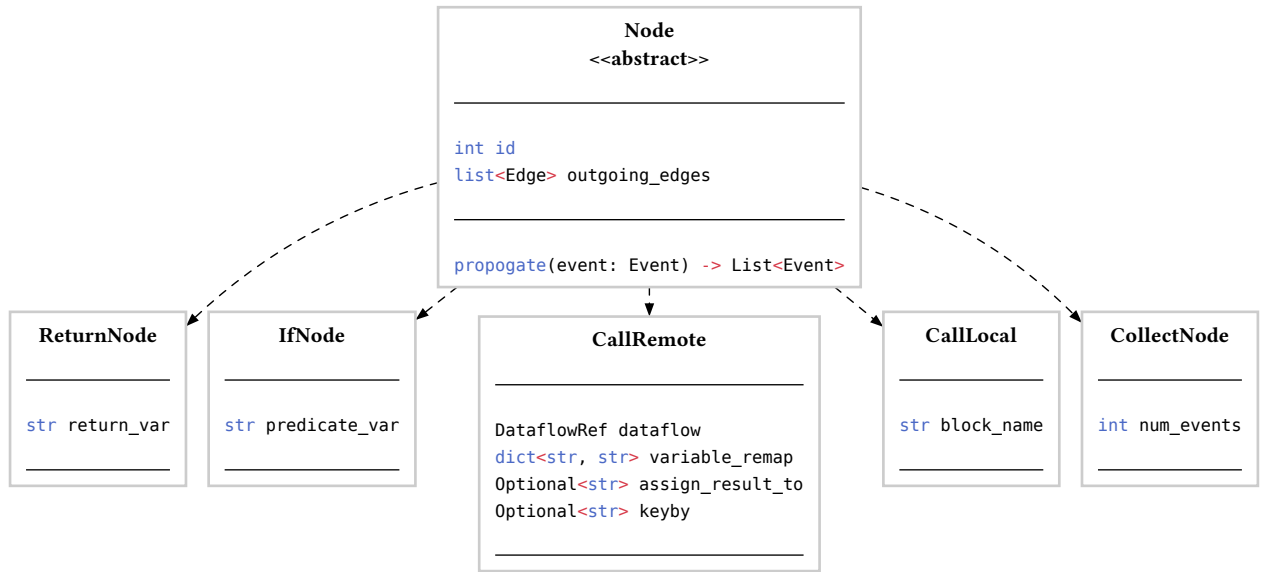 Node
<<abstract>>
int id
list<Edge> outgoing_edges
propogate(event: Event) -> List<Event>
ReturnNode
str return_var
IfNode
str predicate_var
CallRemote
DataflowRef dataflow
dict<str, str> variable_remap
Optional<str> assign_result_to
Optional<str> keyby
CallLocal
str block_name
CollectNode
int num_events